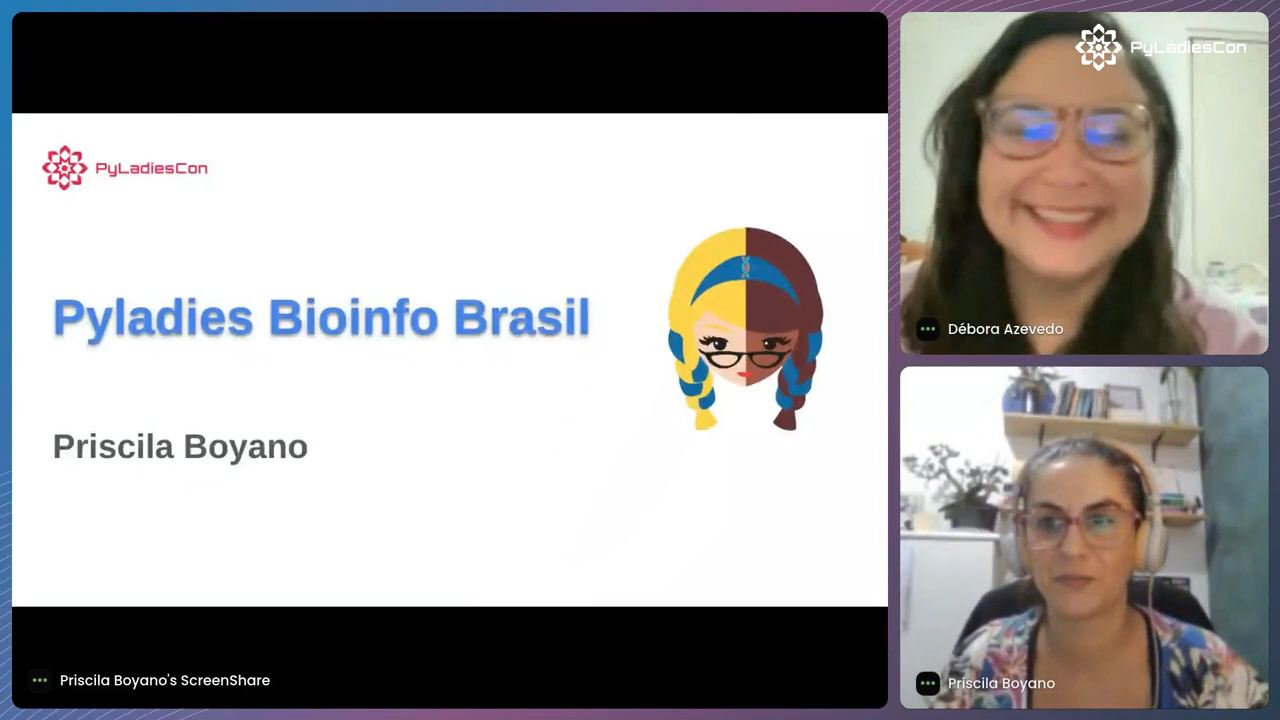 PyLadiesCon
Pyladies Bioinfo Brasil
Priscila Boyano
Priscila Boyano's ScreenShare
PyLadiesCon
Débora Azevedo
Priscila Boyano